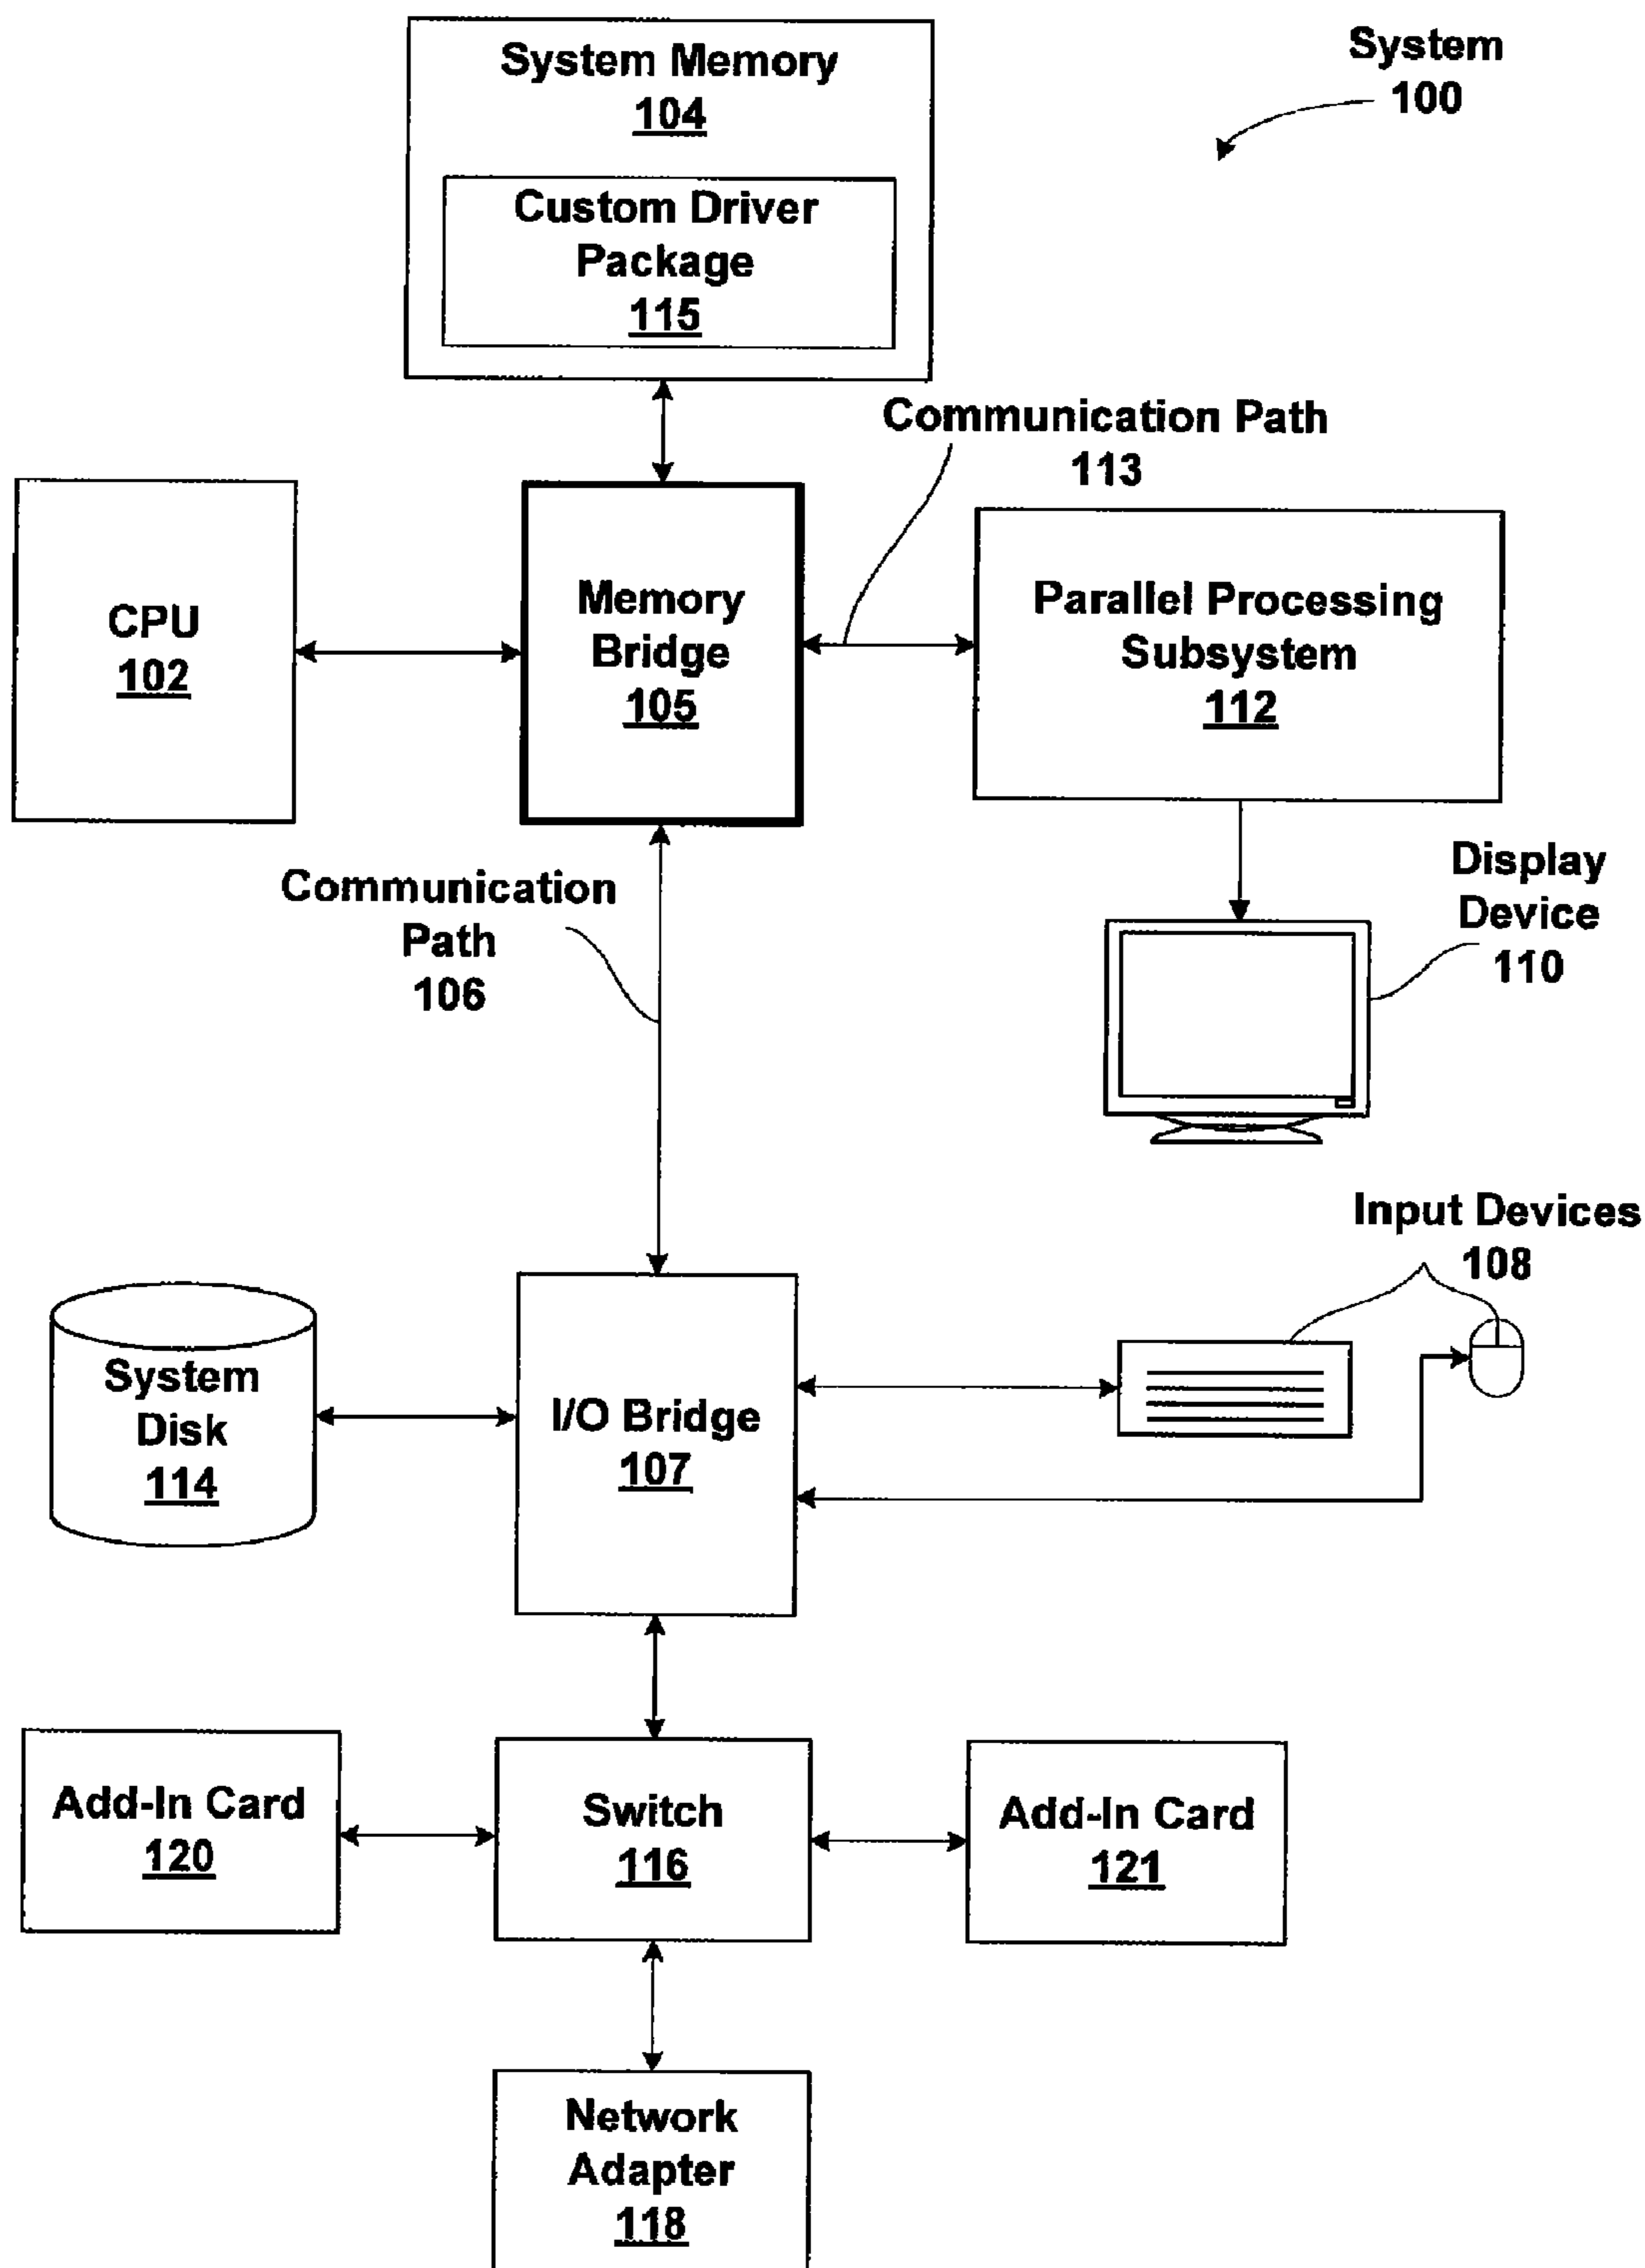 System
100
System Memory
104
Custom Driver
Package
115
Communication Path
113
CPU
102
Memory
Bridge
105
Parallel Processing
Subsystem
112
Communication
Path
106
Display
Device
110
Input Devices
108
System
Disk
114
I/O Bridge
107
Add-In Card
120
Switch
116
Add-In Card
121
Network
Adapter
118